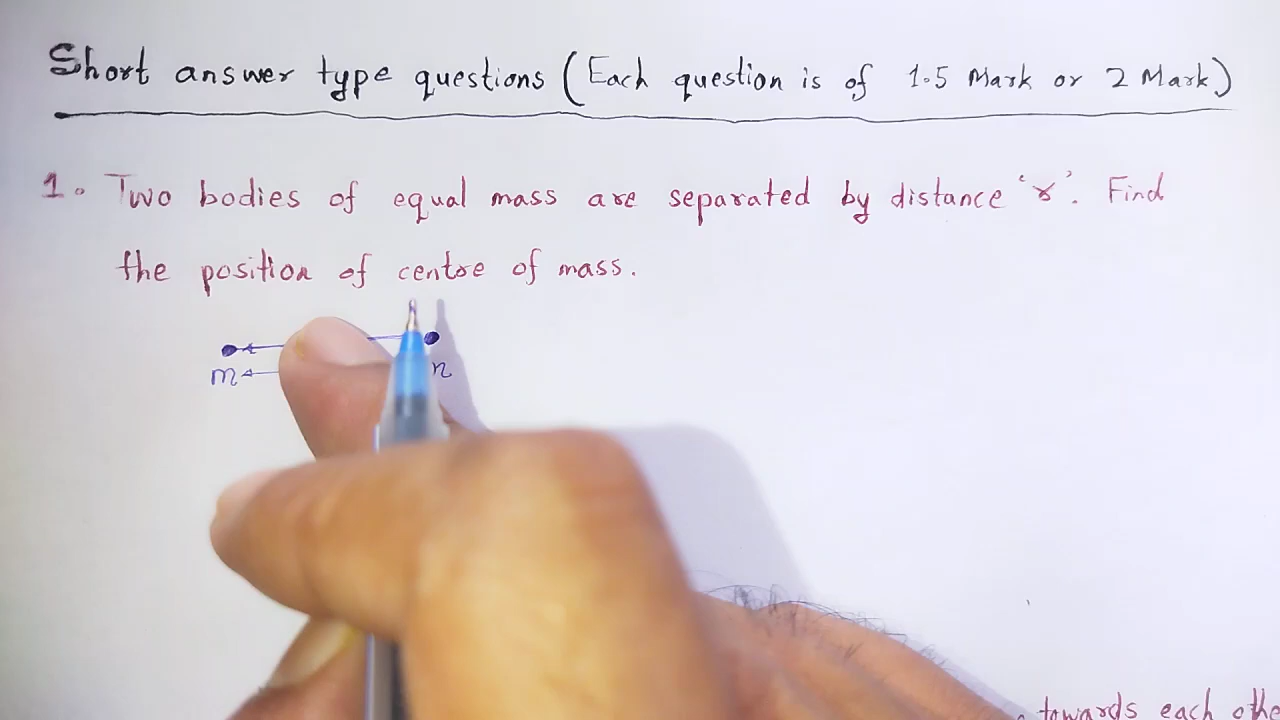 Short answer type questions (Each question is of 1.5 Mark or 2 Mark)
1. Two bodies of equal mass are separated by distance 'r'. Find
the position of centre of mass.
m
towards each othe